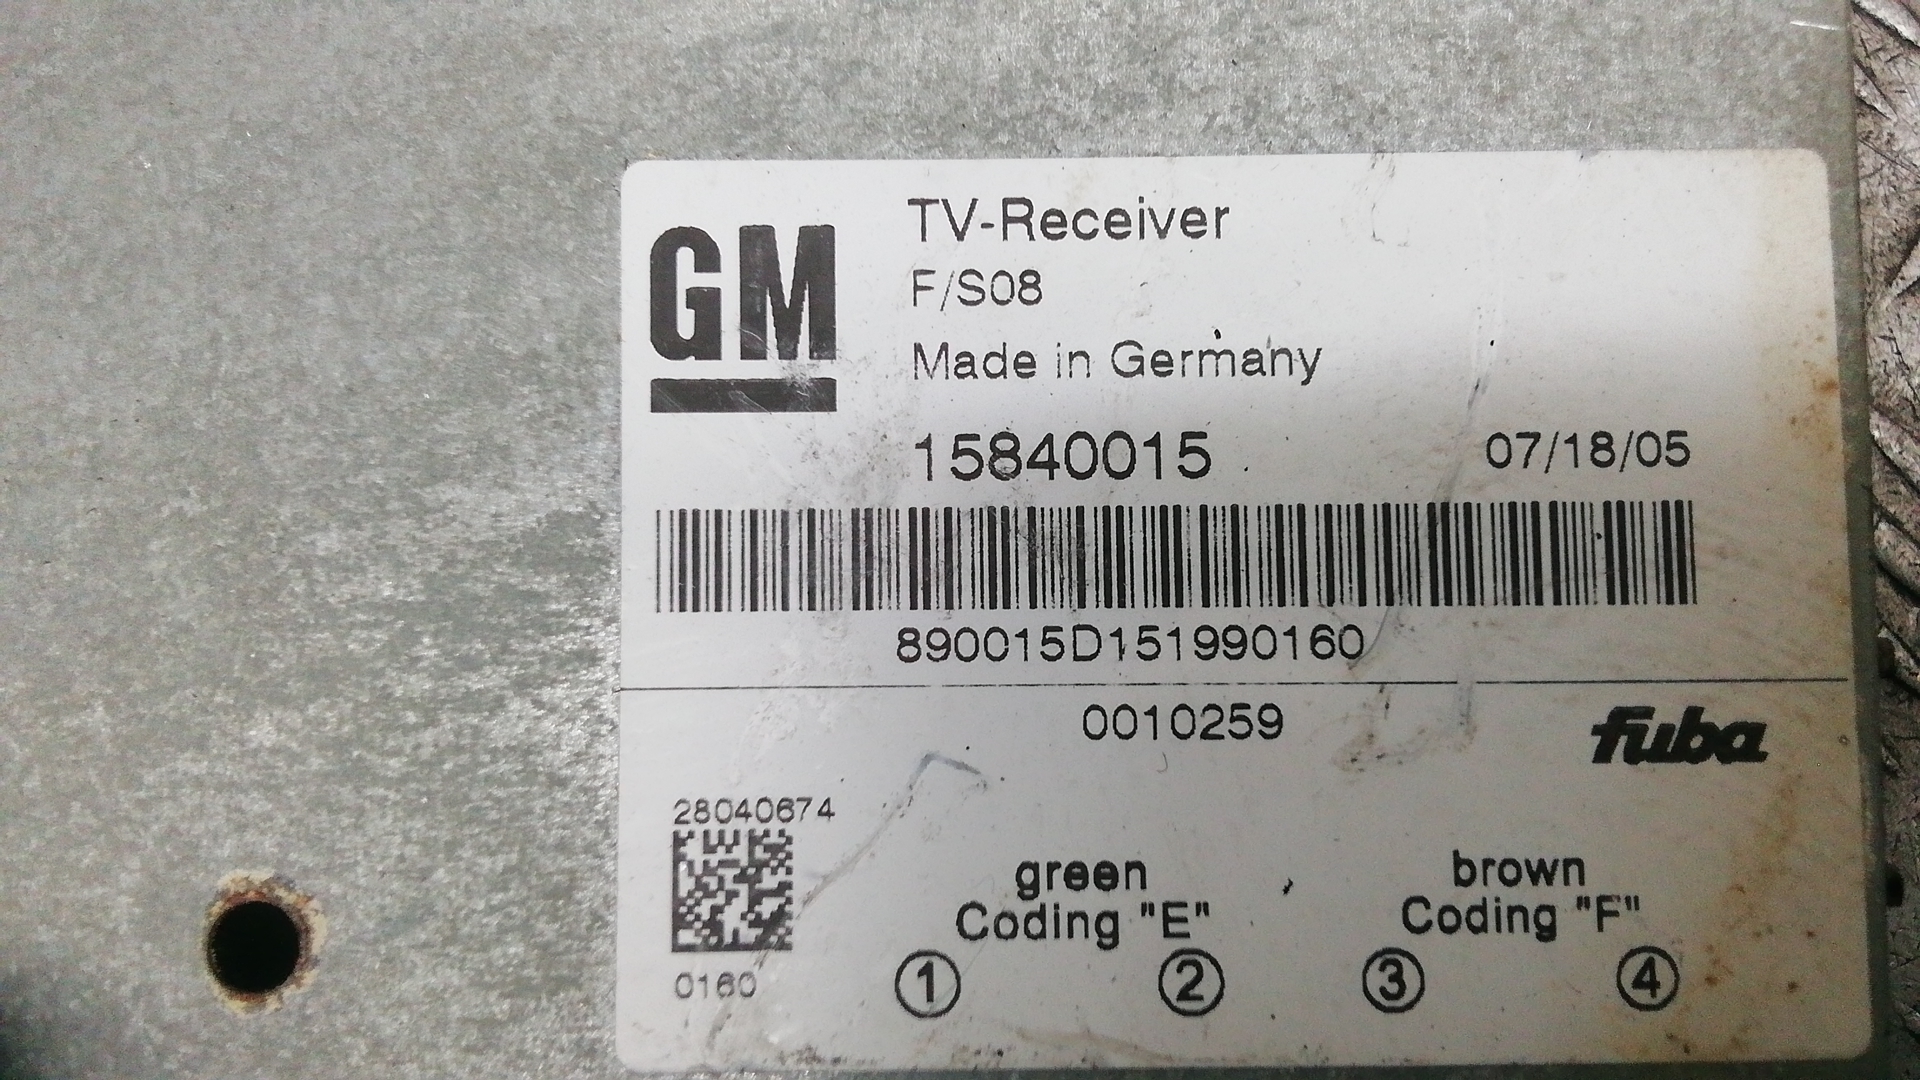 GM
TV-Receiver
F/S08
Made in Germany
15840015
07/18/05
890015D151990160
0010259
fuba
28040674
0160
green
Coding "E"
brown
Coding "F"
1 2 3 4